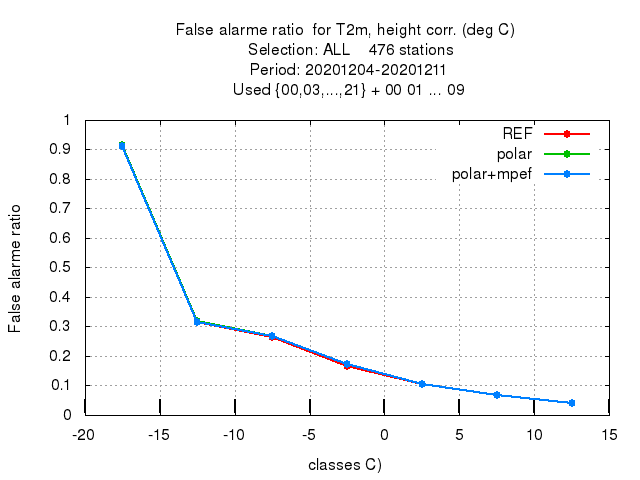 False alarme ratio  for T2m, height corr. (deg C)
Selection: ALL    476 stations
Period: 20201204-20201211
Used {00,03,...,21} + 00 01 ... 09
REF
polar
polar+mpef
False alarme ratio
1
0.9
0.8
0.7
0.6
0.5
0.4
0.3
0.2
0.1
0
-20 -15 -10 -5 0 5 10 15
classes C)